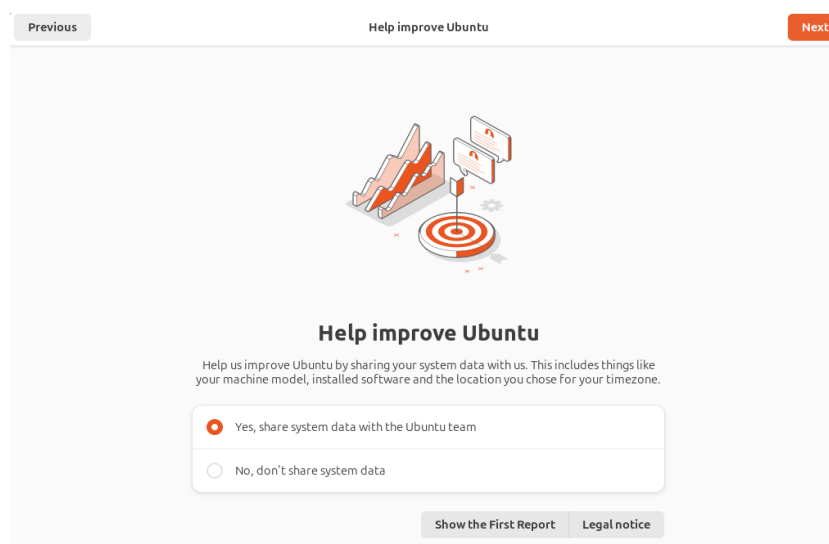 Previous
Help improve Ubuntu
Next
Help improve Ubuntu
Help us improve Ubuntu by sharing your system data with us. This includes things like
your machine model, installed software and the location you chose for your timezone.
Yes, share system data with the Ubuntu team
No, don't share system data
Show the First Report
Legal notice